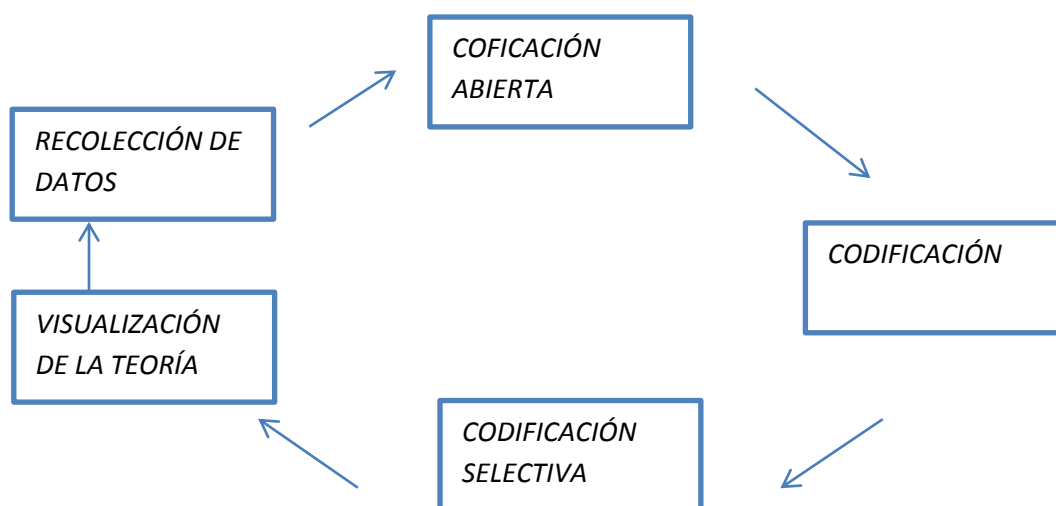 COFICACIÓN
ABIERTA
RECOLECCIÓN DE
DATOS
CODIFICACIÓN
VISUALIZACIÓN
DE LA TEORÍA
CODIFICACIÓN
SELECTIVA